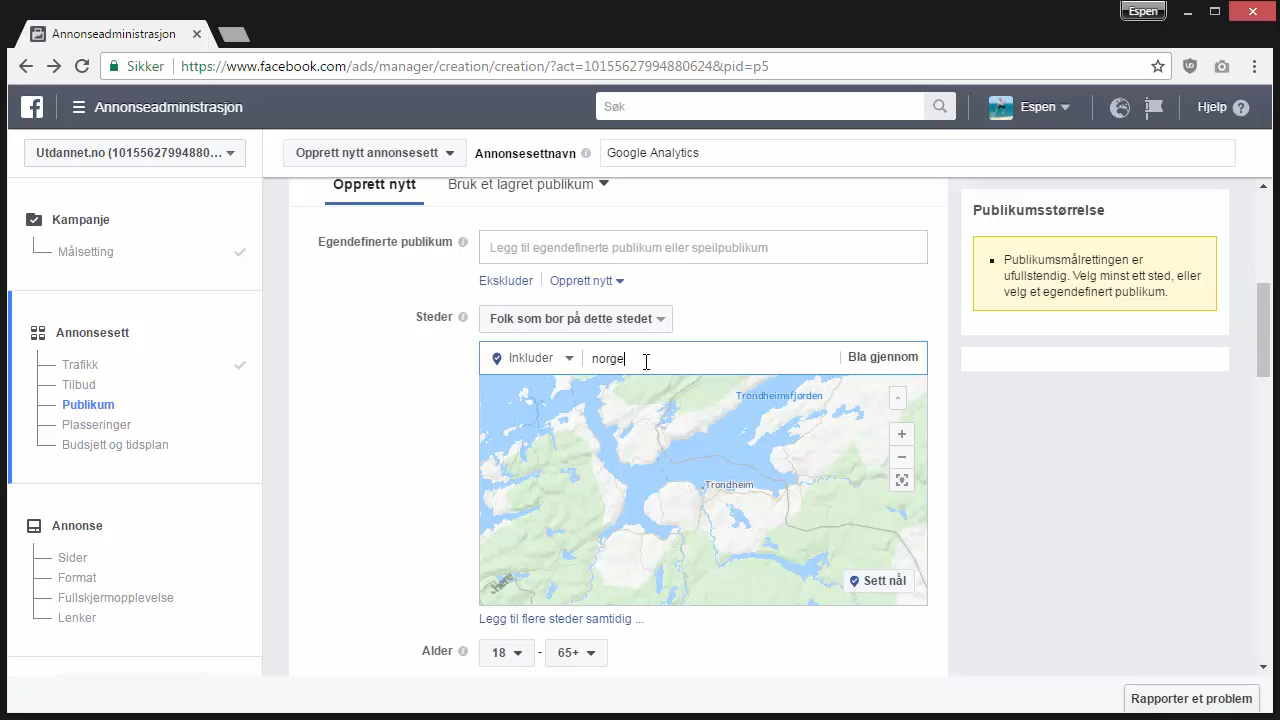 Espen
Annonseadministrasjon
Sikker
https://www.facebook.com/ads/manager/creation/creation/?act=10155627994880624&pid=p5
Annonseadministrasjon
Søk
Espen
Hjelp
Utdannet.no (10155627994880...
Opprett nytt annonsesett
Annonsesettnavn
Google Analytics
Kampanje
Målsetting
Annonsesett
Trafikk
Tilbud
Publikum
Plasseringer
Budsjett og tidsplan
Annonse
Sider
Format
Fullskjermopplevelse
Lenker
Opprett nytt
Bruk et lagret publikum
Egendefinerte publikum
Legg til egendefinerte publikum eller speilpublikum
Ekskluder
Opprett nytt
Steder
Folk som bor på dette stedet
Inkluder
norge
Bla gjennom
Trondheimsfjorden
Trondheim
here
Sett nål
Legg til flere steder samtidig ...
Alder
18 - 65+
Publikumsstørrelse
Publikumsmålrettingen er
ufullstendig. Velg minst ett sted, eller
velg et egendefinert publikum.
Rapporter et problem